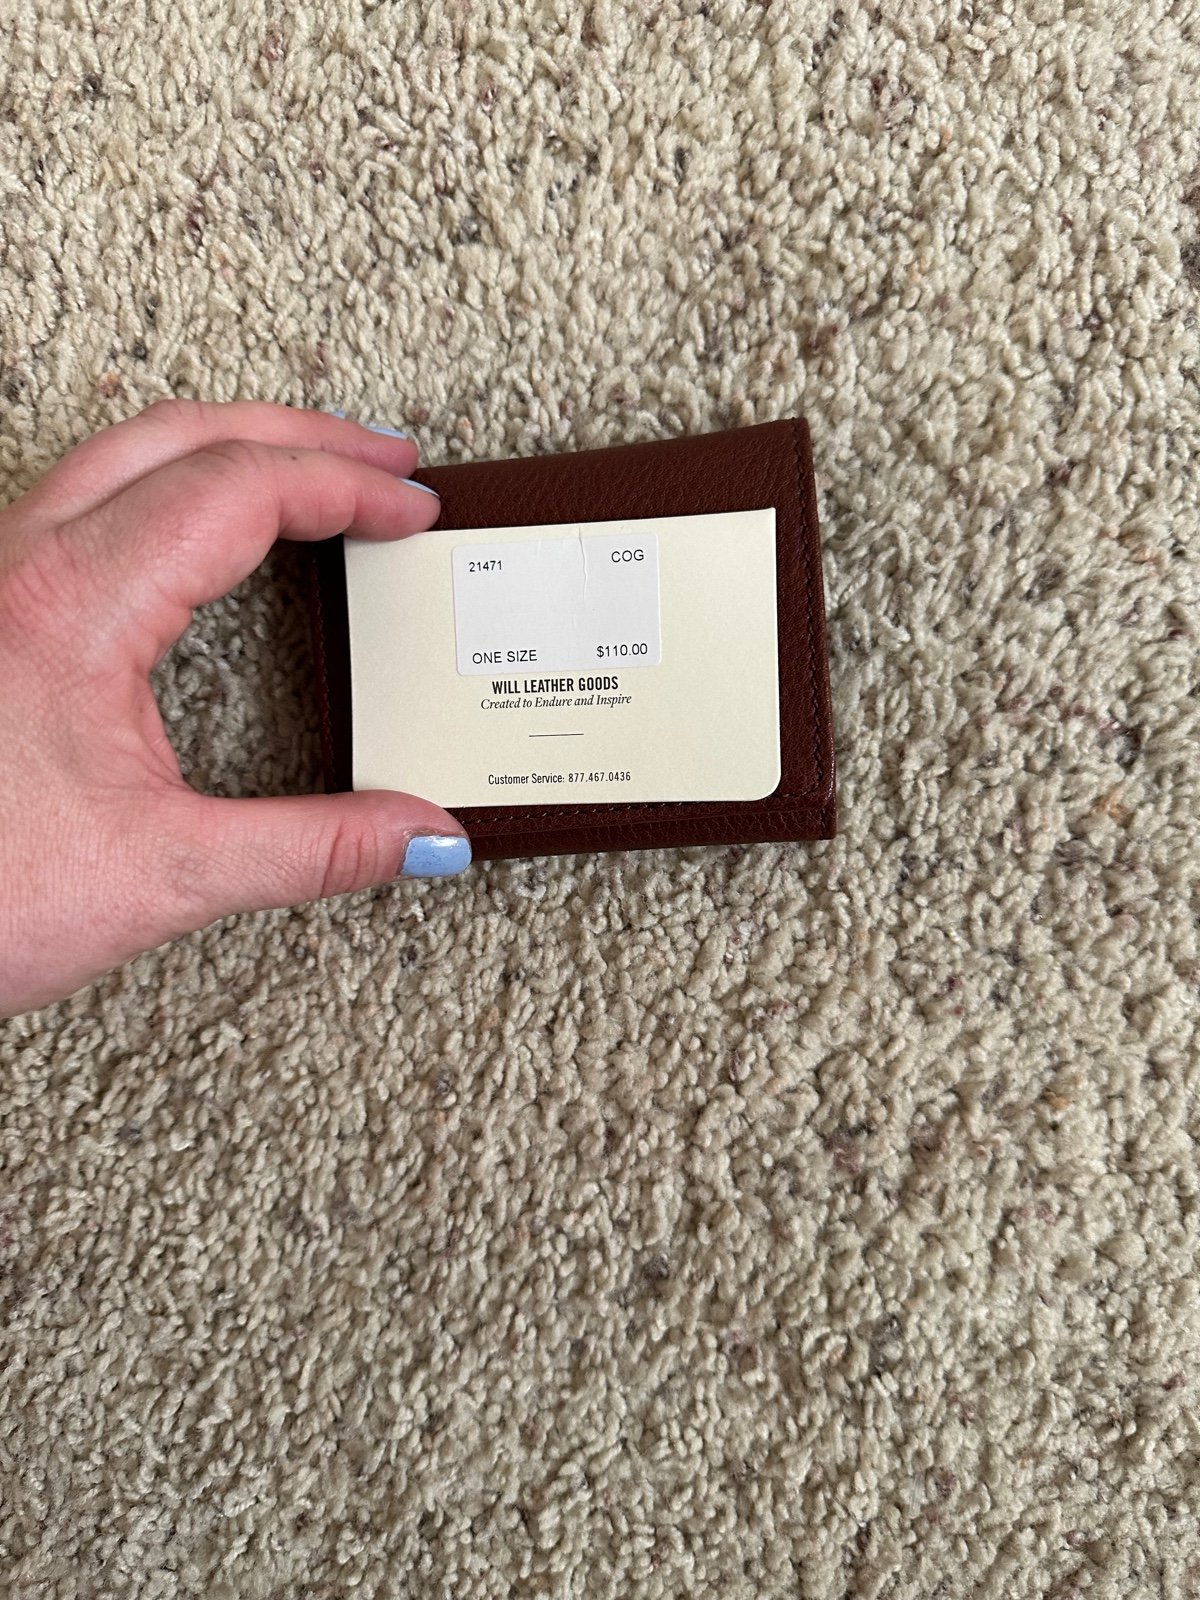 21471 COG
ONE SIZE $110.00
WILL LEATHER GOODS
Created to Endure and Inspire
Customer Service: 877.467.0436